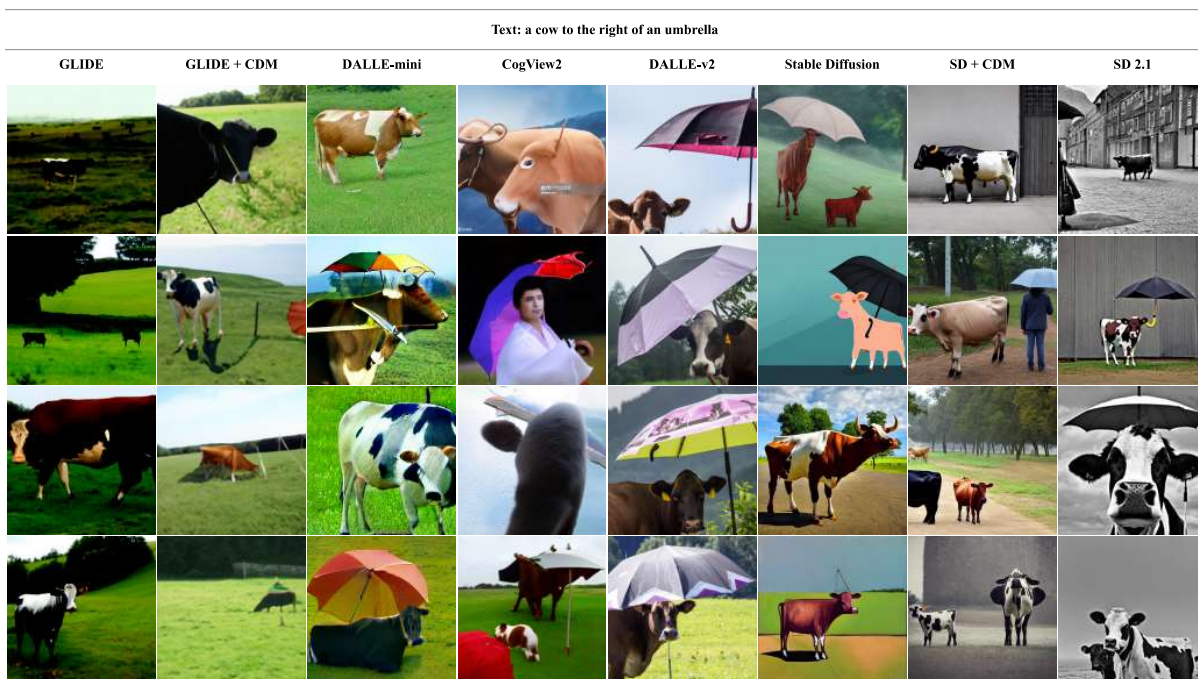 Text: a cow to the right of an umbrella
GLIDE GLIDE + CDM DALLE-mini CogView2 DALLE-v2 Stable Diffusion SD + CDM SD 2.1